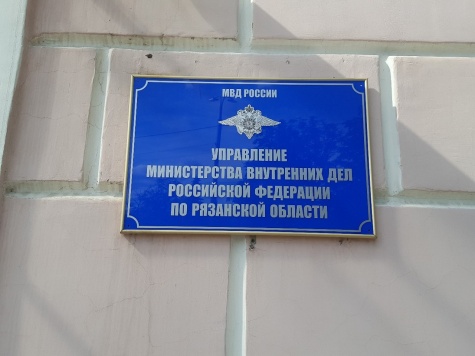 МВД РОССИИ
УПРАВЛЕНИЕ
МИНИСТЕРСТВА ВНУТРЕННИХ ДЕЛ
РОССИЙСКОЙ ФЕДЕРАЦИИ
ПО РЯЗАНСКОЙ ОБЛАСТИ